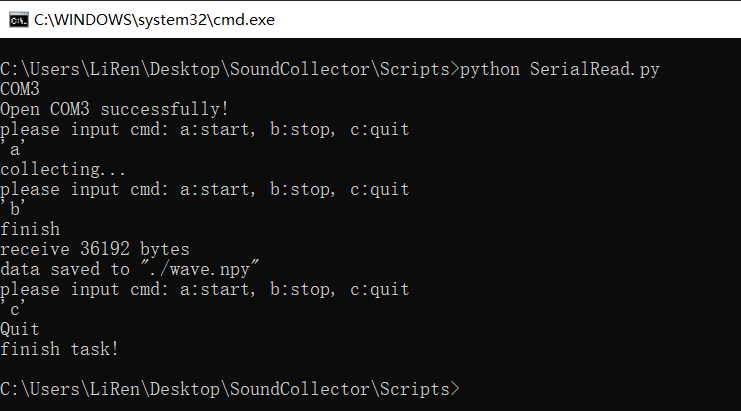 C:\WINDOWS\system32\cmd.exe
C:\Users\LiRen\Desktop\SoundCollector\Scripts>python SerialRead.py
COM3
Open COM3 successfully!
please input cmd: a:start, b:stop, c:quit
'a'
collecting...
please input cmd: a:start, b:stop, c:quit
'b'
finish
receive 36192 bytes
data saved to "./wave.npy"
please input cmd: a:start, b:stop, c:quit
'c'
Quit
finish task!
C:\Users\LiRen\Desktop\SoundCollector\Scripts>